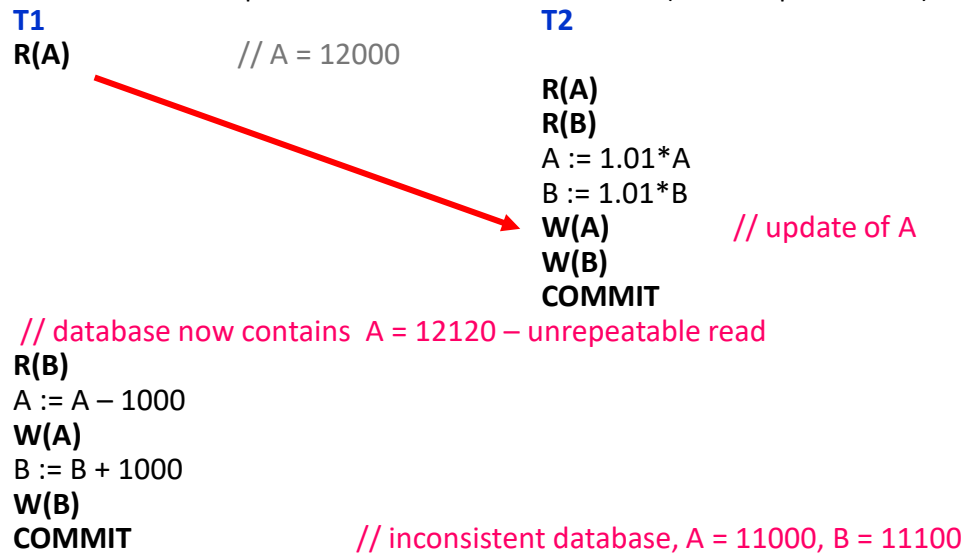 T1 T2
R(A) // A = 12000
R(A)
R(B)
A := 1.01*A
B := 1.01*B
W(A) // update of A
W(B)
COMMIT
// database now contains A = 12120 – unrepeatable read
R(B)
A := A – 1000
W(A)
B := B + 1000
W(B)
COMMIT // inconsistent database, A = 11000, B = 11100